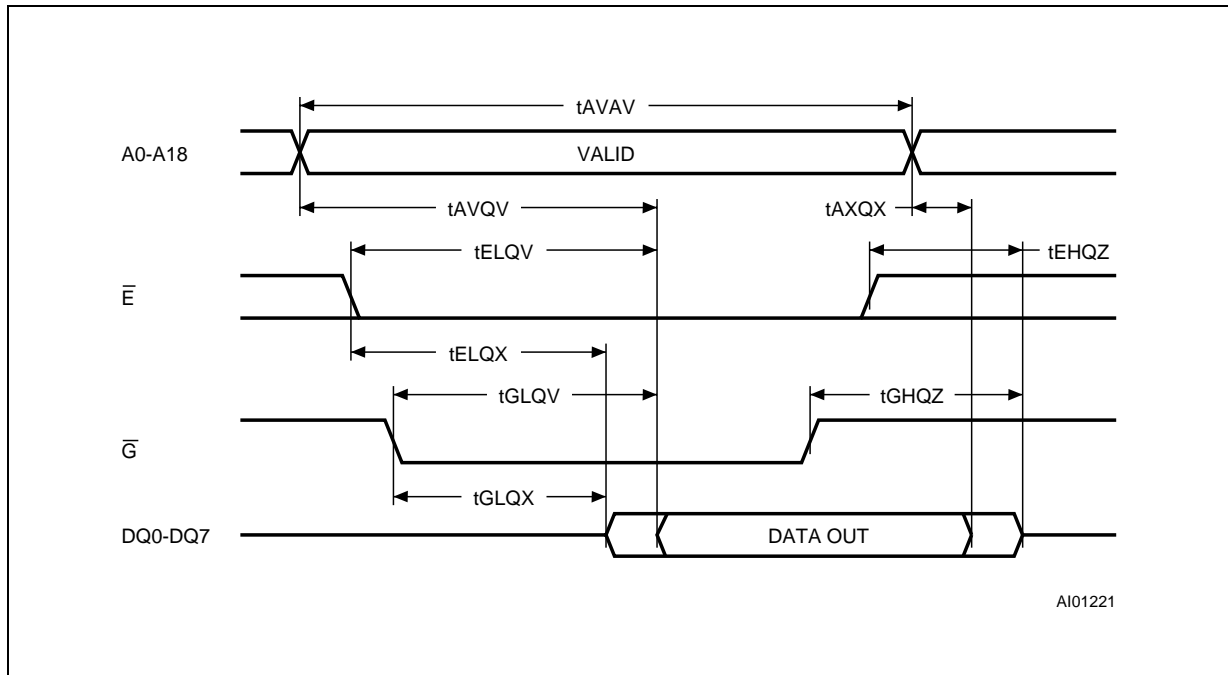 tAVAV
A0-A18
VALID
tAVQV
tAXQX
tELQV
tEHQZ
E̅
tELQX
tGLQV
tGHQZ
G̅
tGLQX
DQ0-DQ7
DATA OUT
AI01221